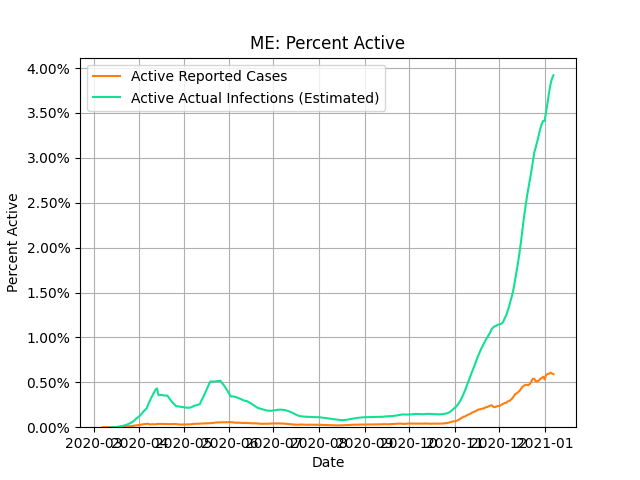 ME: Percent Active
Active Reported Cases
Active Actual Infections (Estimated)
4.00%
3.50%
3.00%
2.50%
2.00%
1.50%
1.00%
0.50%
0.00%
Percent Active
2020-03 2020-04 2020-05 2020-06 2020-07 2020-08 2020-09 2020-10 2020-11 2020-12 2021-01
Date